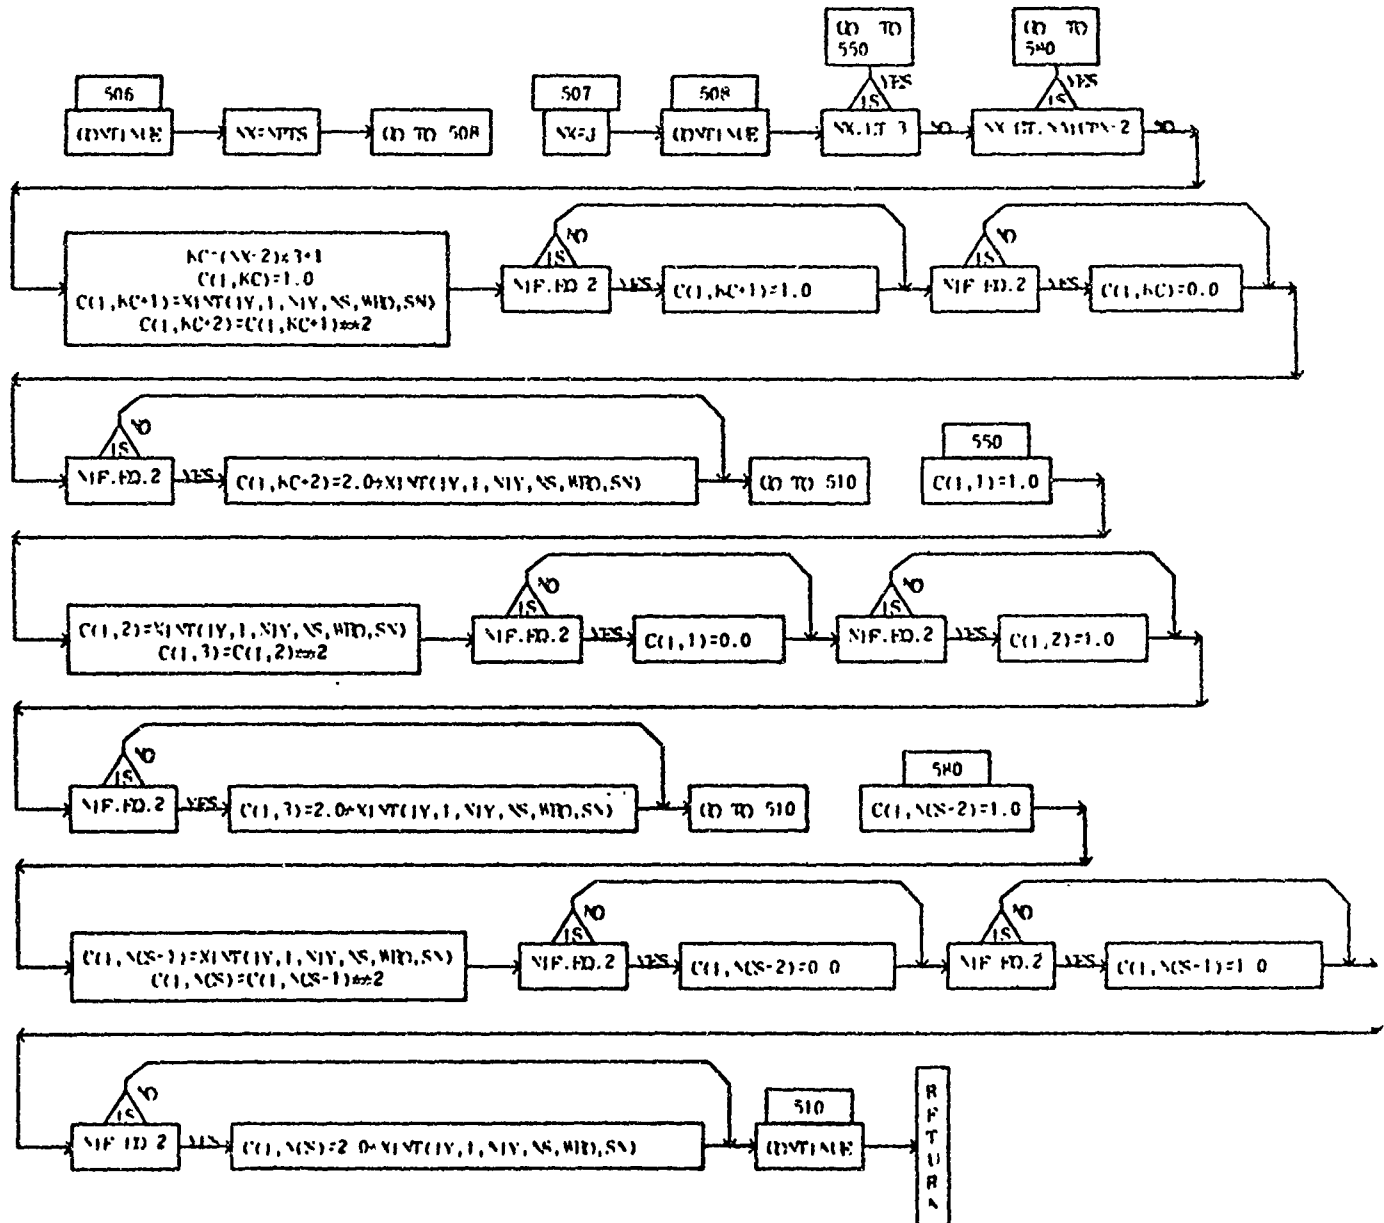 GO TO
550
GO TO
580
506
507
508
CONTINUE
NX=NPTS
GO TO 508
NX=J
CONTINUE
IS
YES
NX.LT.3
NO
IS
YES
NO
KC=(NX-2)*3+1
C(I,KC)=1.0
C(I,KC+1)=XINT(IY,I,NIY,NS,WRO,SN)
C(I,KC+2)=C(I,KC+1)**2
IS
NO
NIF.EQ.2
YES
C(I,KC+1)=1.0
IS
NO
NIF.EQ.2
YES
C(I,KC)=0.0
IS
NO
NIF.EQ.2
YES
C(I,KC+2)=2.0*XINT(IY,I,NIY,NS,WRO,SN)
GO TO 510
550
C(I,1)=1.0
C(I,2)=XINT(IY,I,NIY,NS,WRO,SN)
C(I,3)=C(I,2)**2
IS
NO
NIF.EQ.2
YES
C(I,1)=0.0
IS
NO
NIF.EQ.2
YES
C(I,2)=1.0
IS
NO
NIF.EQ.2
YES
C(I,3)=2.0*XINT(IY,I,NIY,NS,WRO,SN)
GO TO 510
580
C(I,NCS-2)=1.0
C(I,NCS-1)=XINT(IY,I,NIY,NS,WRO,SN)
C(I,NCS)=C(I,NCS-1)**2
IS
NO
NIF.EQ.2
YES
C(I,NCS-2)=0.0
IS
NO
NIF.EQ.2
YES
C(I,NCS-1)=1.0
IS
NO
NIF.EQ.2
YES
C(I,NCS)=2.0*XINT(IY,I,NIY,NS,WRO,SN)
510
CONTINUE
RETURN